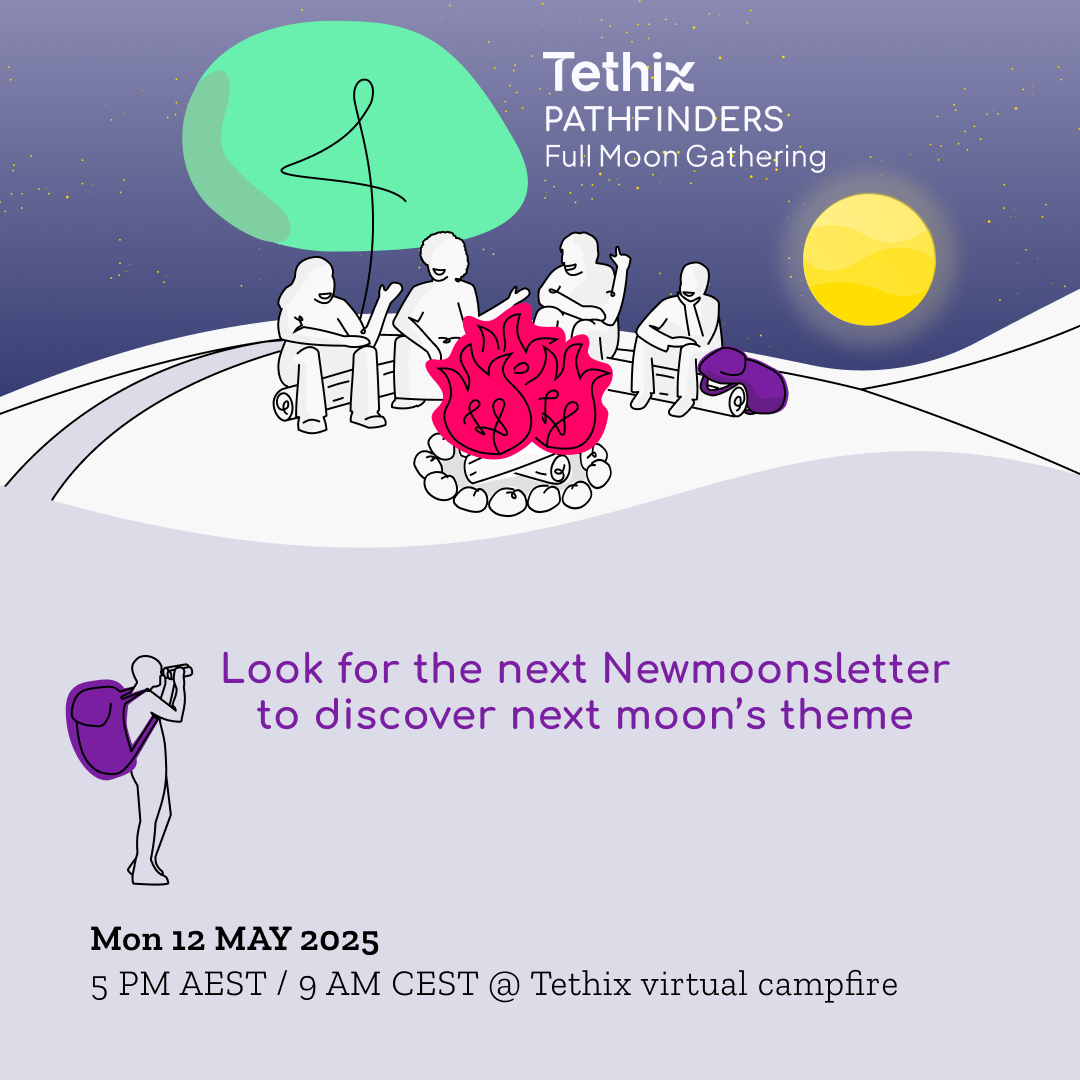 Tethix
PATHFINDERS
Full Moon Gathering
Look for the next Newmoonsletter
to discover next moon’s theme
Mon 12 MAY 2025
5 PM AEST / 9 AM CEST @ Tethix virtual campfire